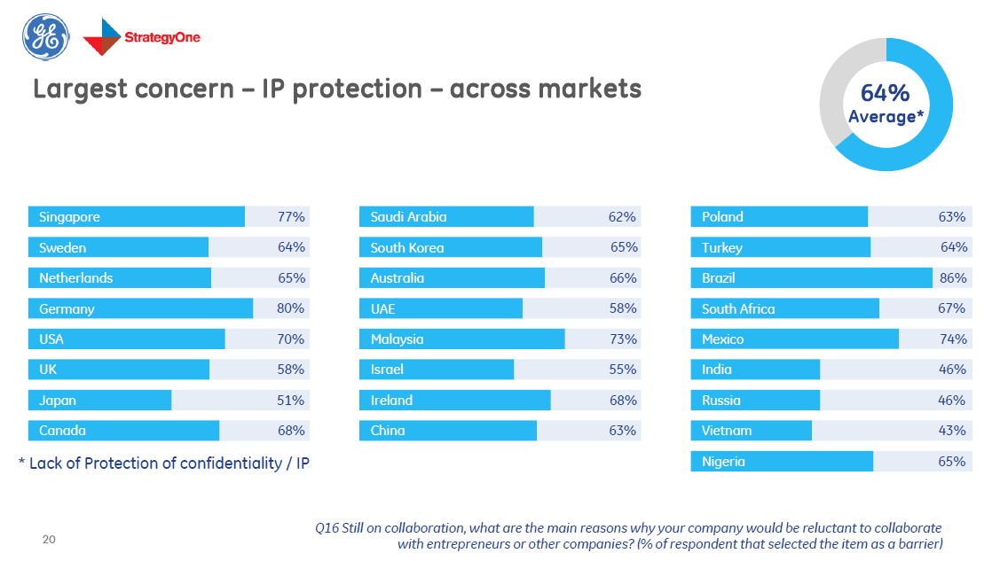 GE
StrategyOne
Largest concern – IP protection – across markets
64%
Average*
Singapore 77%
Sweden 64%
Netherlands 65%
Germany 80%
USA 70%
UK 58%
Japan 51%
Canada 68%
Saudi Arabia 62%
South Korea 65%
Australia 66%
UAE 58%
Malaysia 73%
Israel 55%
Ireland 68%
China 63%
Poland 63%
Turkey 64%
Brazil 86%
South Africa 67%
Mexico 74%
India 46%
Russia 46%
Vietnam 43%
Nigeria 65%
* Lack of Protection of confidentiality / IP
Q16 Still on collaboration, what are the main reasons why your company would be reluctant to collaborate
with entrepreneurs or other companies? (% of respondent that selected the item as a barrier)
20